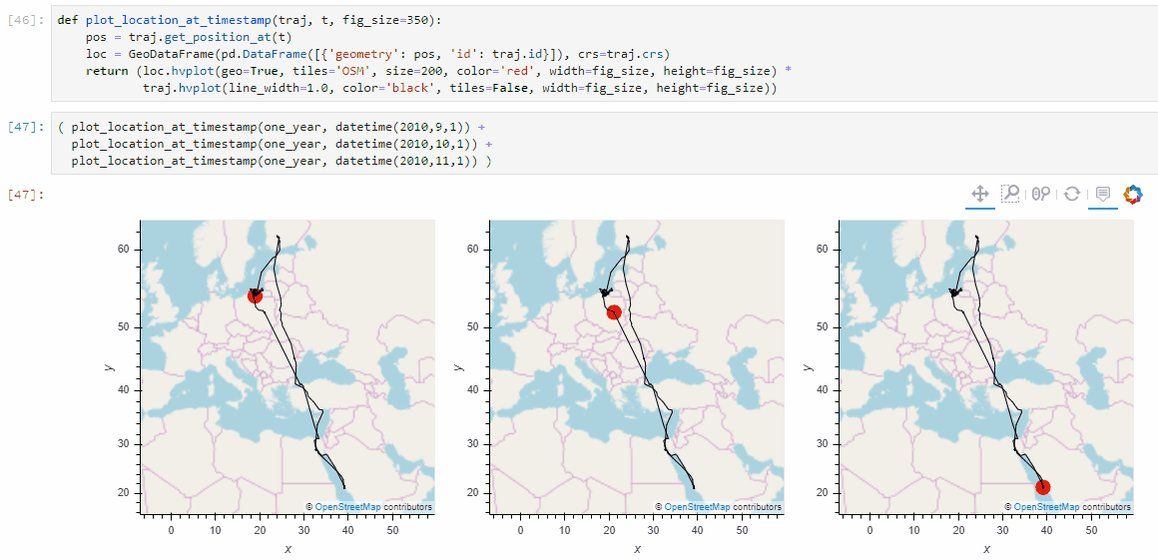 [46]: def plot_location_at_timestamp(traj, t, fig_size=350):
pos = traj.get_position_at(t)
loc = GeoDataFrame(pd.DataFrame([{'geometry': pos, 'id': traj.id}]), crs=traj.crs)
return (loc.hvplot(geo=True, tiles='OSM', size=200, color='red', width=fig_size, height=fig_size) *
traj.hvplot(line_width=1.0, color='black', tiles=False, width=fig_size, height=fig_size))
[47]: ( plot_location_at_timestamp(one_year, datetime(2010,9,1)) +
plot_location_at_timestamp(one_year, datetime(2010,10,1)) +
plot_location_at_timestamp(one_year, datetime(2010,11,1)) )
[47]:
60
50
40
30
20
y
© OpenStreetMap contributors
0 10 20 30 40 50
x
60
50
40
30
20
y
© OpenStreetMap contributors
0 10 20 30 40 50
x
60
50
40
30
20
y
© OpenStreetMap contributors
0 10 20 30 40 50
x